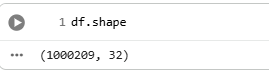 1 df.shape
(1000209, 32)